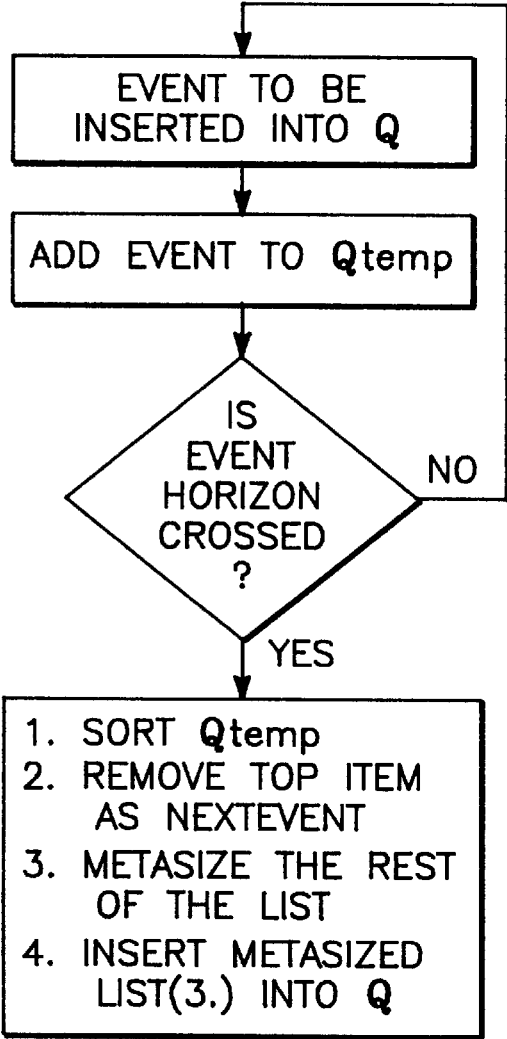 EVENT TO BE
INSERTED INTO Q
ADD EVENT TO Qtemp
IS
EVENT
HORIZON
CROSSED
?
NO
YES
1. SORT Qtemp
2. REMOVE TOP ITEM
AS NEXTEVENT
3. METASIZE THE REST
OF THE LIST
4. INSERT METASIZED
LIST(3.) INTO Q